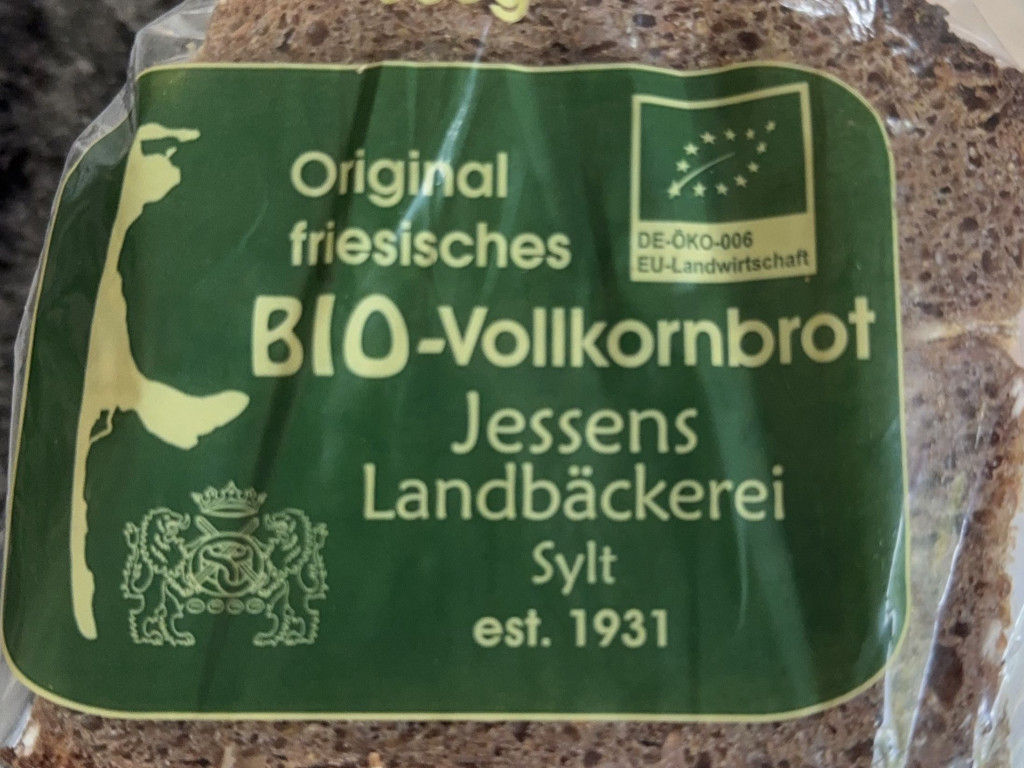 Original
friesisches
BIO-Vollkornbrot
Jessens
Landbäckerei
Sylt
est. 1931
DE-ÖKO-006
EU-Landwirtschaft